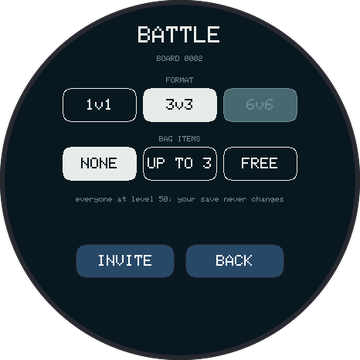 BATTLE
BOARD 0002
FORMAT
1v1 3v3 6v6
BAG ITEMS
NONE UP TO 3 FREE
everyone at level 50; your save never changes
INVITE BACK